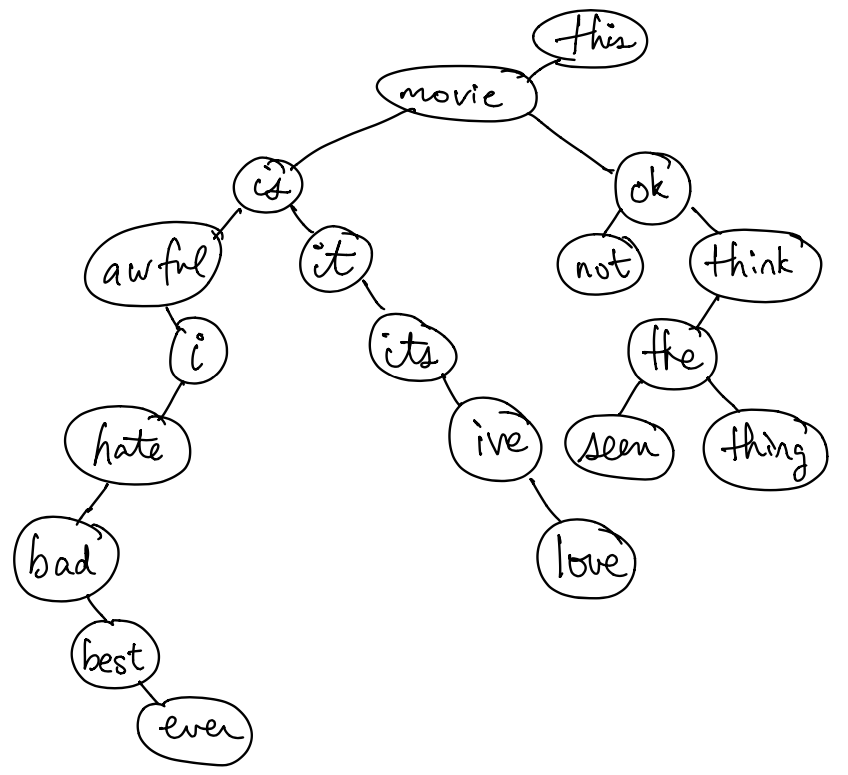 this
movie
is
ok
awful
it
not
think
i
its
the
hate
ive
seen
thing
bad
love
best
ever